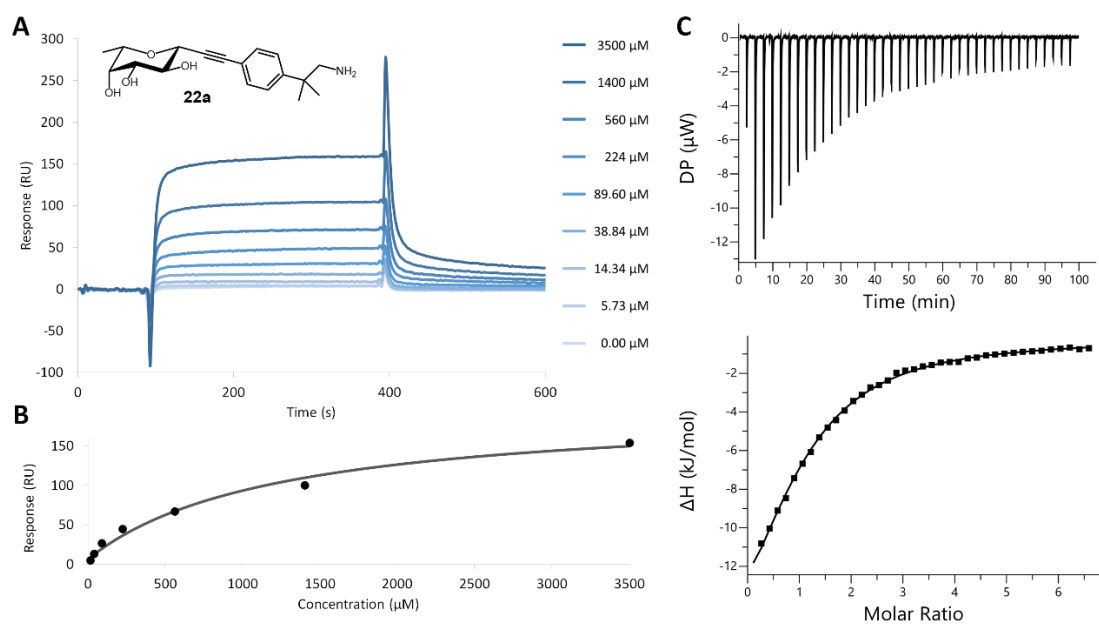 A
300
250
200
150
100
50
0
-50
-100
Response (RU)
0
200
400
600
Time (s)
O
OH
OH
OH
NH2
22a
3500 µM
1400 µM
560 µM
224 µM
89.60 µM
38.84 µM
14.34 µM
5.73 µM
0.00 µM
B
150
100
50
0
Response (RU)
0
500
1000
1500
2000
2500
3000
3500
Concentration (µM)
C
0
-2
-4
-6
-8
-10
-12
DP (µW)
0
10
20
30
40
50
60
70
80
90
100
Time (min)
-2
-4
-6
-8
-10
-12
ΔH (kJ/mol)
0
1
2
3
4
5
6
Molar Ratio